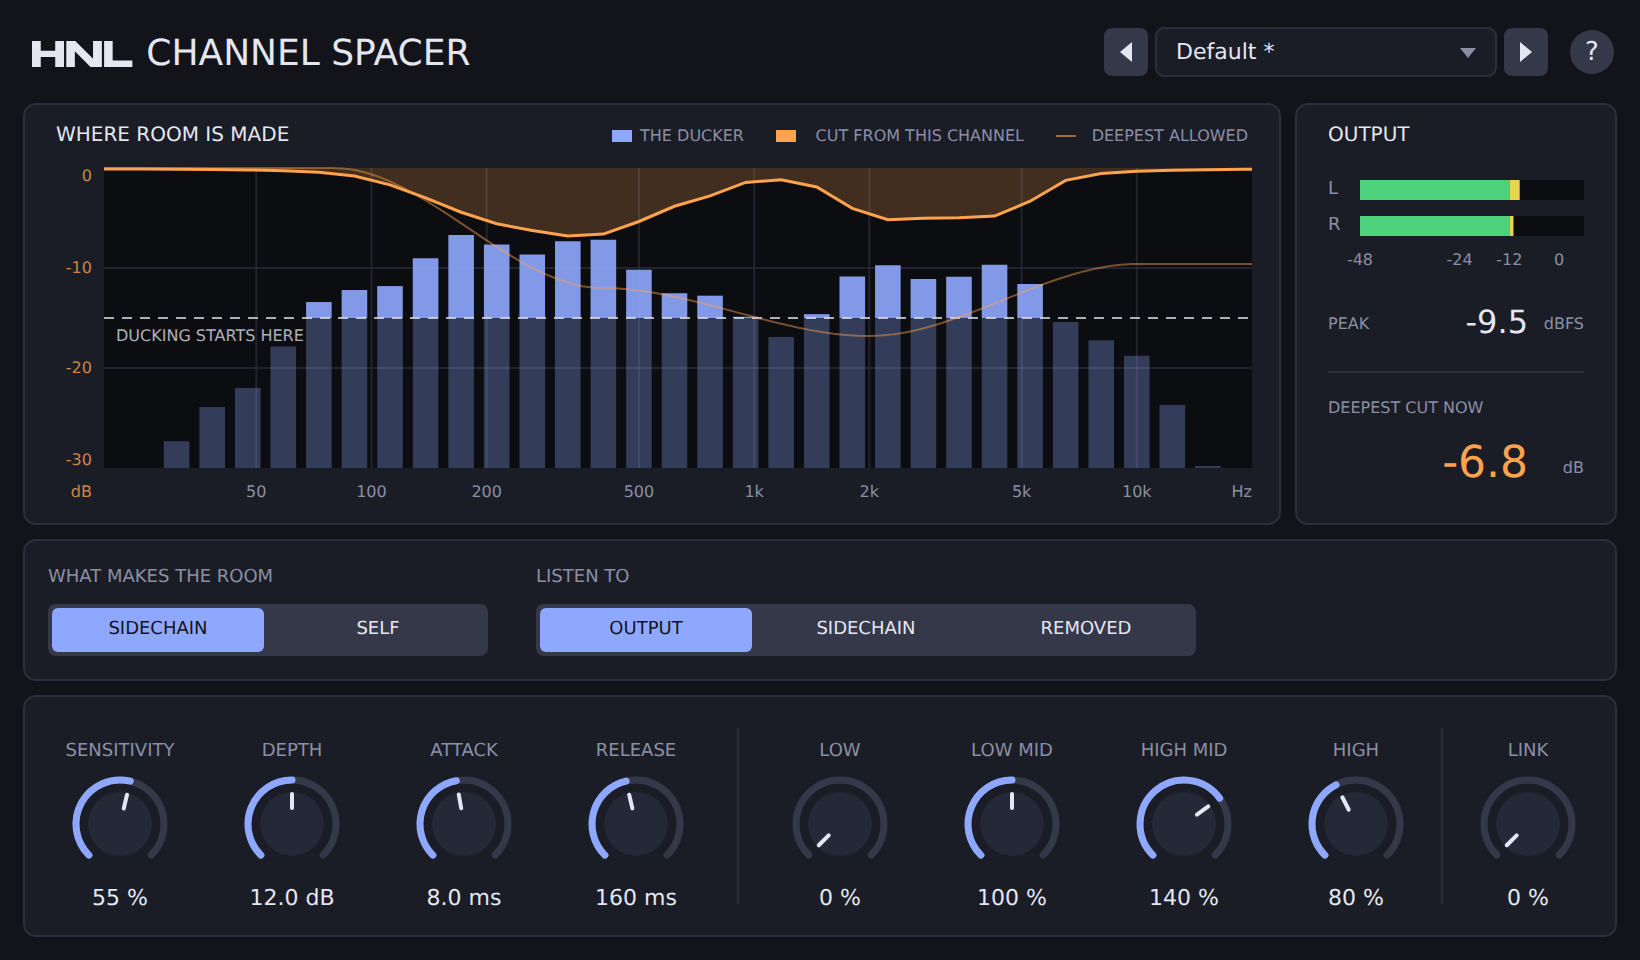 HNL CHANNEL SPACER
Default *
?
WHERE ROOM IS MADE
THE DUCKER
CUT FROM THIS CHANNEL
DEEPEST ALLOWED
0
-10
-20
-30
dB
DUCKING STARTS HERE
50 100 200 500 1k 2k 5k 10k Hz
OUTPUT
L
R
-48 -24 -12 0
PEAK -9.5 dBFS
DEEPEST CUT NOW
-6.8 dB
WHAT MAKES THE ROOM
SIDECHAIN SELF
LISTEN TO
OUTPUT SIDECHAIN REMOVED
SENSITIVITY DEPTH ATTACK RELEASE LOW LOW MID HIGH MID HIGH LINK
55 % 12.0 dB 8.0 ms 160 ms 0 % 100 % 140 % 80 % 0 %